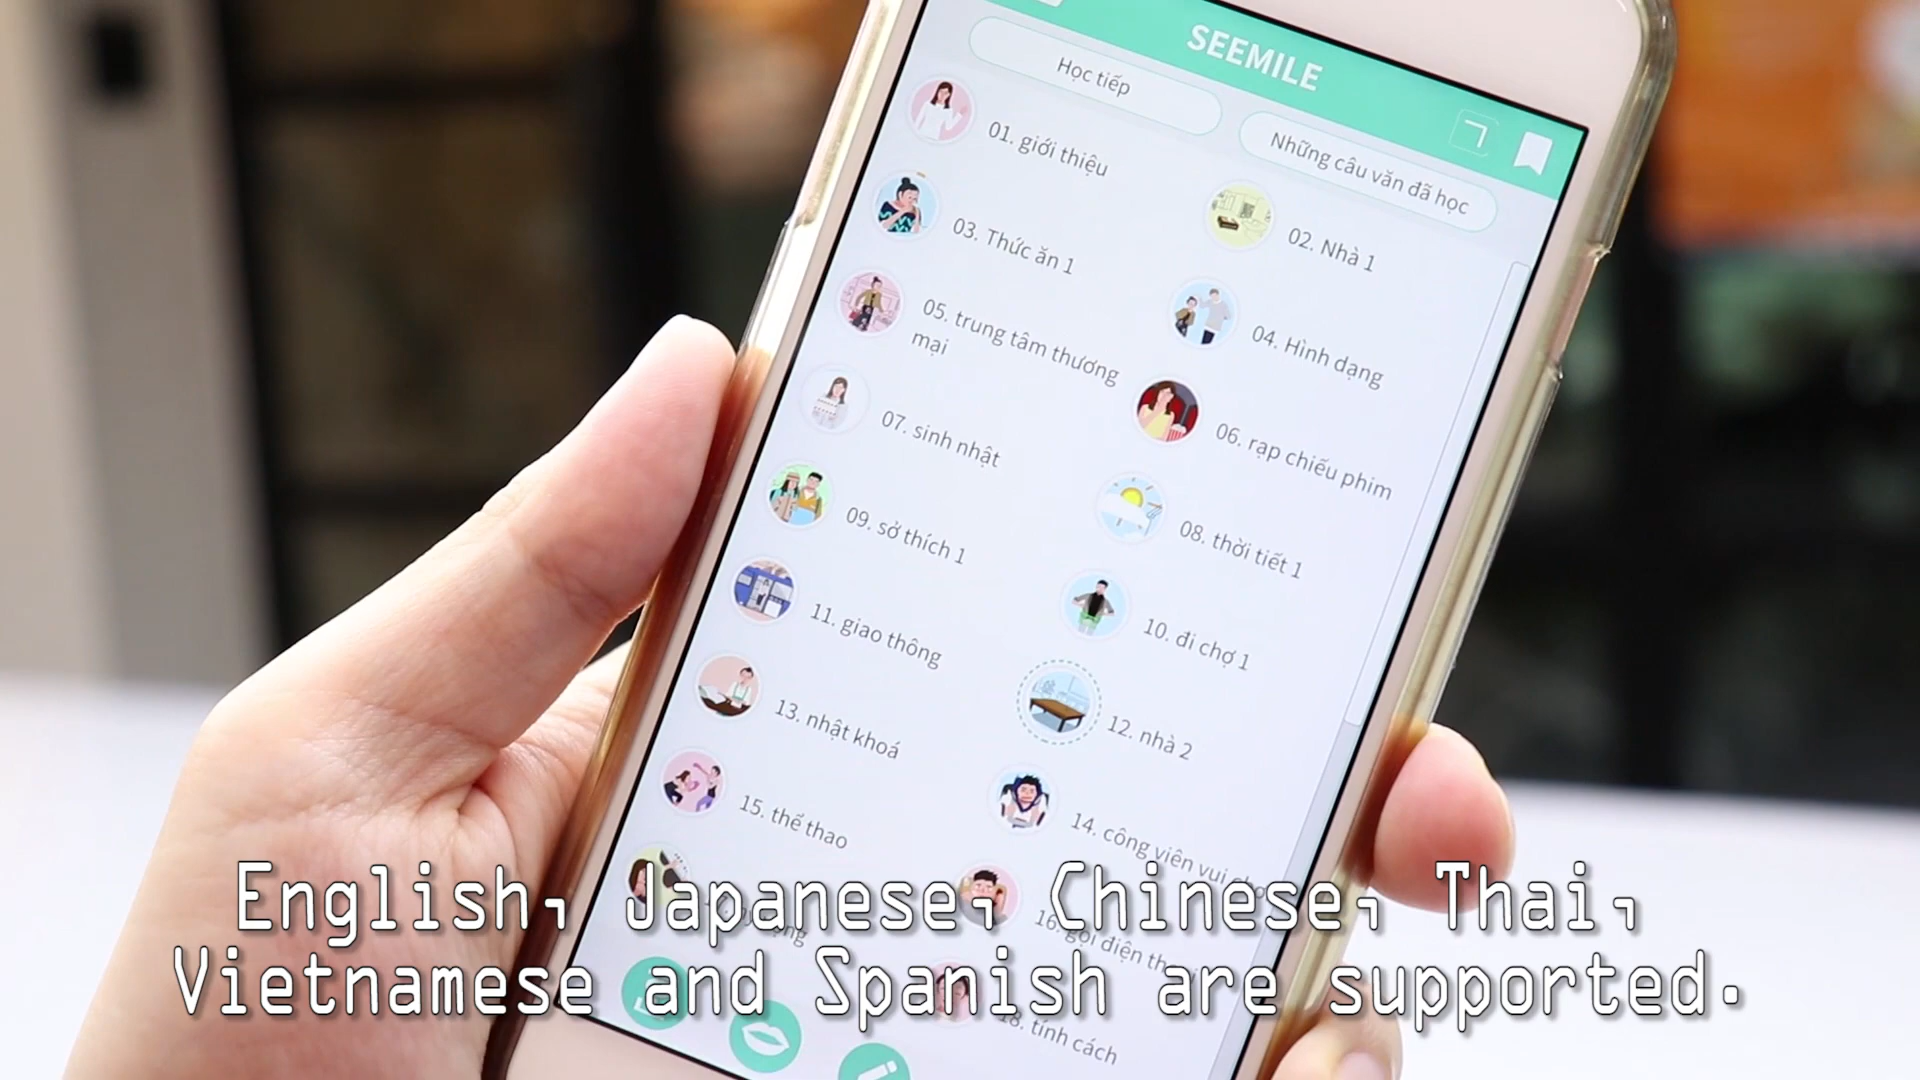 SEEMILE
Học tiếp
Những câu văn đã học
01. giới thiệu
02. Nhà 1
03. Thức ăn 1
04. Hình dạng
05. trung tâm thương
mại
06. rạp chiếu phim
07. sinh nhật
08. thời tiết 1
09. sở thích 1
10. đi chợ 1
11. giao thông
12. nhà 2
13. nhật khoá
14. công viên vui
15. thể thao
16. gọi điện
18. tính cách
English, Japanese, Chinese, Thai,
Vietnamese and Spanish are supported.